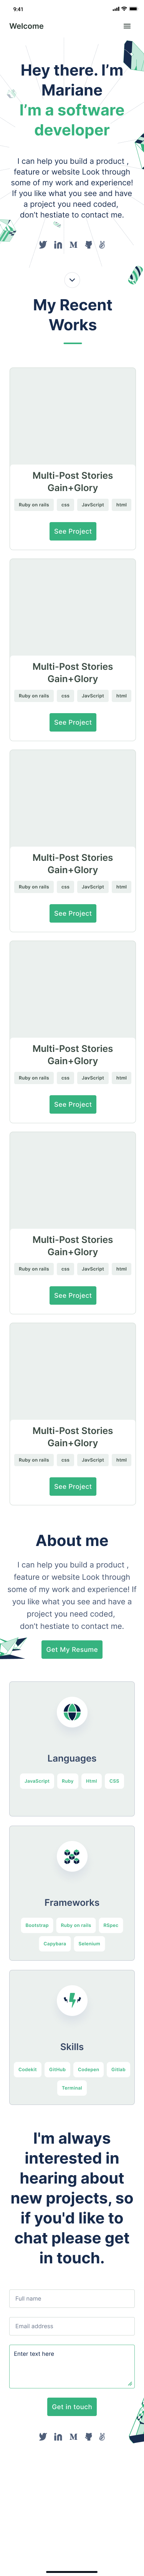 9:41
Welcome
Hey there. I’m
Mariane
I’m a software
developer
I can help you build a product ,
feature or website Look through
some of my work and experience!
If you like what you see and have
a project you need coded,
don’t hestiate to contact me.
My Recent
Works
Multi-Post Stories
Gain+Glory
Ruby on rails css JavScript html
See Project
Multi-Post Stories
Gain+Glory
Ruby on rails css JavScript html
See Project
Multi-Post Stories
Gain+Glory
Ruby on rails css JavScript html
See Project
Multi-Post Stories
Gain+Glory
Ruby on rails css JavScript html
See Project
Multi-Post Stories
Gain+Glory
Ruby on rails css JavScript html
See Project
Multi-Post Stories
Gain+Glory
Ruby on rails css JavScript html
See Project
About me
I can help you build a product ,
feature or website Look through
some of my work and experience! If
you like what you see and have a
project you need coded,
don’t hestiate to contact me.
Get My Resume
Languages
JavaScript Ruby Html CSS
Frameworks
Bootstrap Ruby on rails RSpec
Capybara Selenium
Skills
Codekit GitHub Codepen Gitlab
Terminal
I'm always
interested in
hearing about
new projects, so
if you'd like to
chat please get
in touch.
Full name
Email address
Enter text here
Get in touch